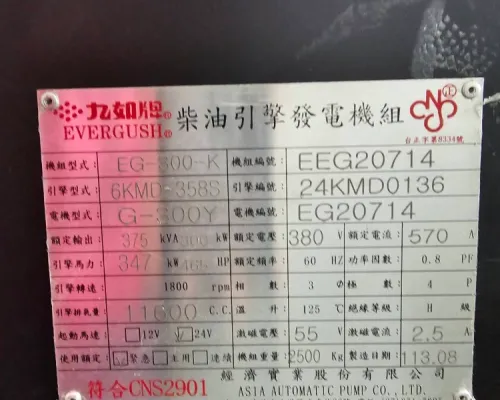 九如牌® 柴油引擎發電機組
EVERGUSH®
台正字第8334號
機組型式: EG-300-K 機組編號: EEG20714
引擎型式: 6KMD-358S 引擎編號: 24KMD0136
電機型式: G-300Y 電機編號: EG20714
額定輸出: 375 kVA 300 kW 額定電壓: 380 V 額定電流: 570 A
引擎馬力: 347 kW 465 HP 額定頻率: 60 HZ 功率因數: 0.8 PF
引擎轉速: 1800 rpm 相數: 3 Ø 極數: 4 P
引擎排氣量: 11600 C.C. 溫升: 125 ℃ 絕緣等級: H 級
起動馬達: 12V 24V 激磁電壓: 55 V 激磁電流: 2.5 A
使用額定: 緊急 主用 連續 機組重量: 2500 Kg 製造日期: 113.08
符合CNS2901 經濟實業股份有限公司
ASIA AUTOMATIC PUMP CO., LTD.